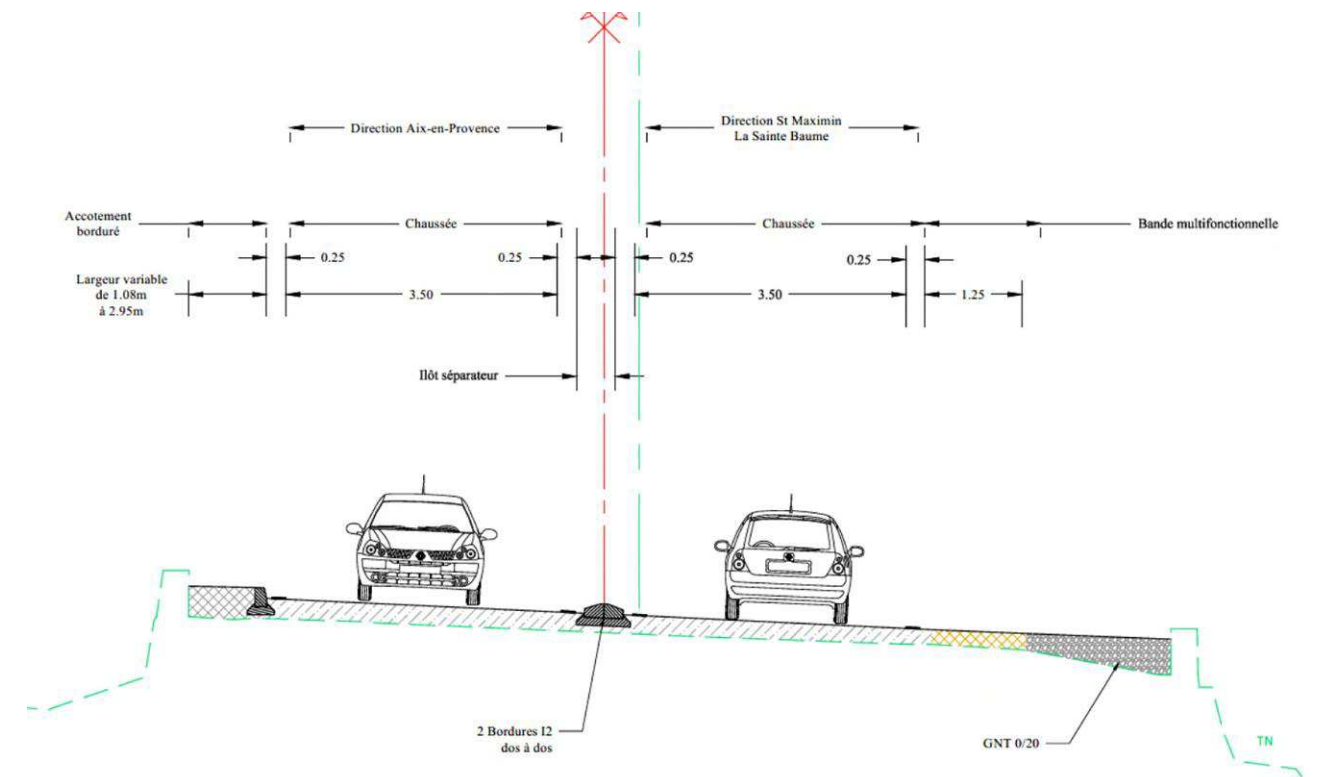 Direction Aix-en-Provence
Direction St Maximin
La Sainte Baume
Accotement
borduré
Chaussée
Chaussée
Bande multifonctionnelle
0.25
0.25
0.25
0.25
Largeur variable
de 1.08m
à 2.95m
3.50
3.50
1.25
Ilôt séparateur
2 Bordures I2
dos à dos
GNT 0/20
TN